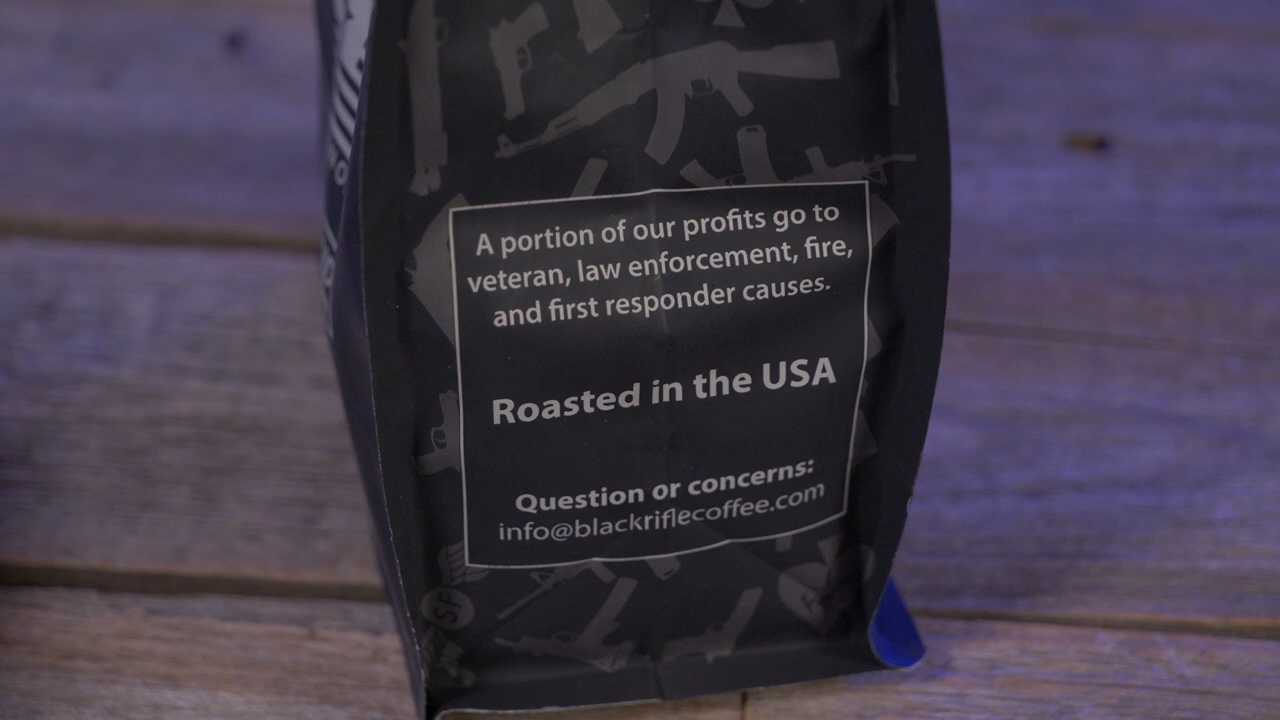 A portion of our profits go to
veteran, law enforcement, fire,
and first responder causes.
Roasted in the USA
Question or concerns:
info@blackriflecoffee.com
SF